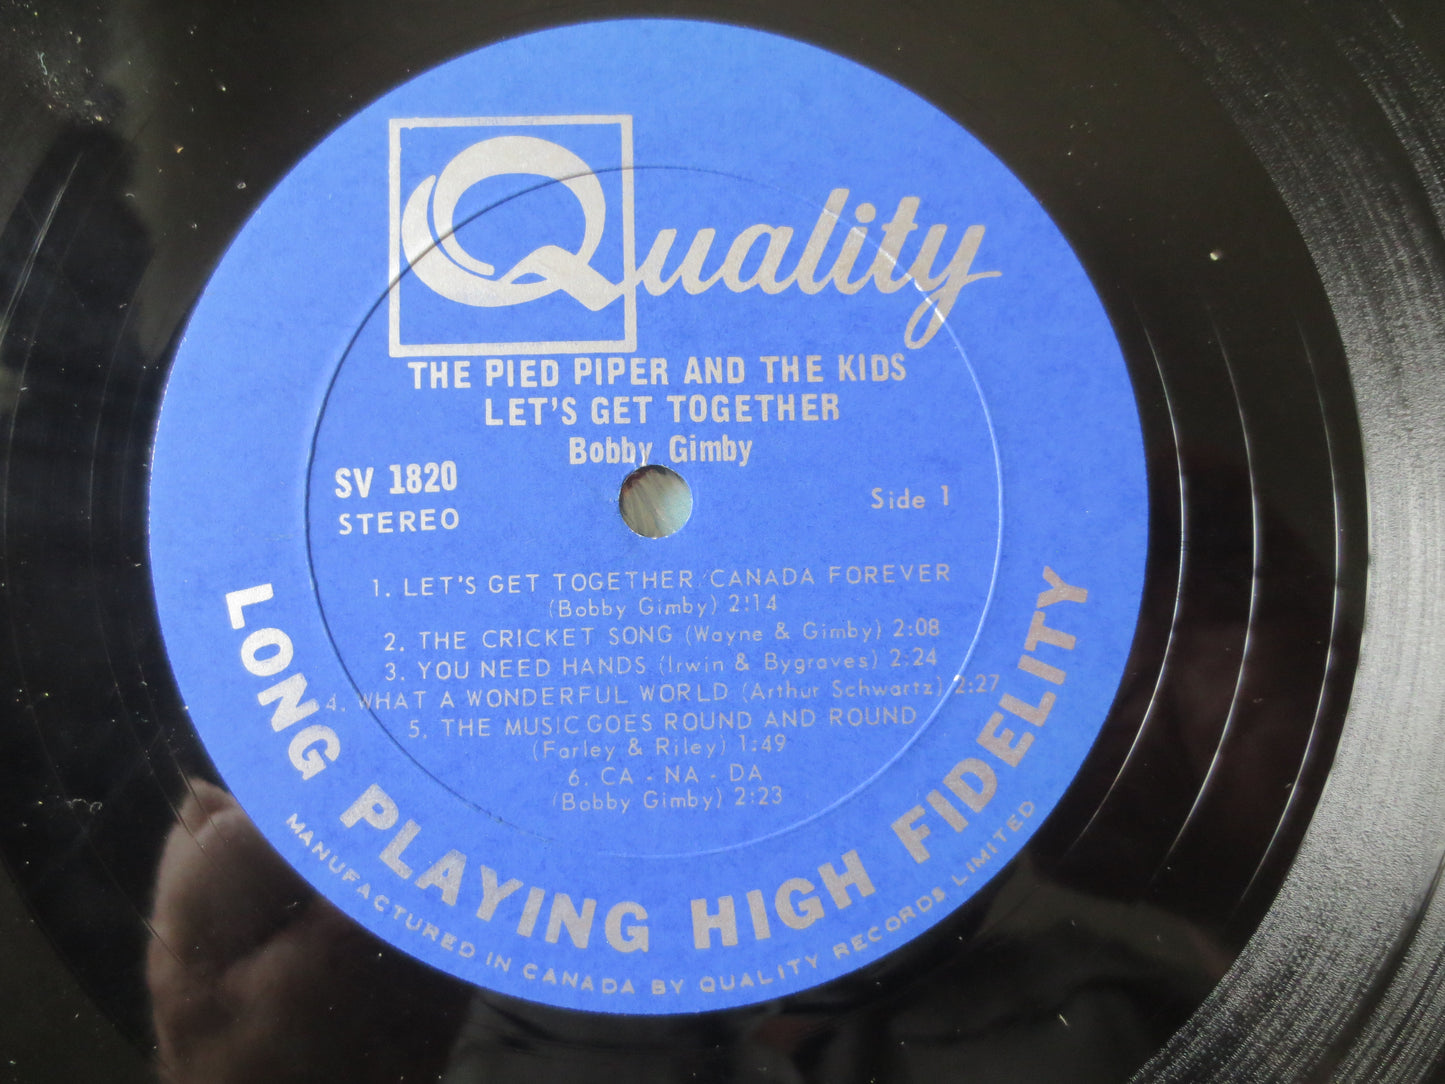 Quality
THE PIED PIPER AND THE KIDS
LET'S GET TOGETHER
Bobby Gimby
SV 1820
STEREO
Side 1
1. LET'S GET TOGETHER/CANADA FOREVER
(Bobby Gimby) 2:14
2. THE CRICKET SONG (Wayne & Gimby) 2:08
3. YOU NEED HANDS (Irwin & Bygraves) 2:24
4. WHAT A WONDERFUL WORLD (Arthur Schwartz) 2:27
5. THE MUSIC GOES ROUND AND ROUND
(Farley & Riley) 1:49
6. CA - NA - DA
(Bobby Gimby) 2:23
LONG PLAYING HIGH FIDELITY
MANUFACTURED IN CANADA BY QUALITY RECORDS LIMITED